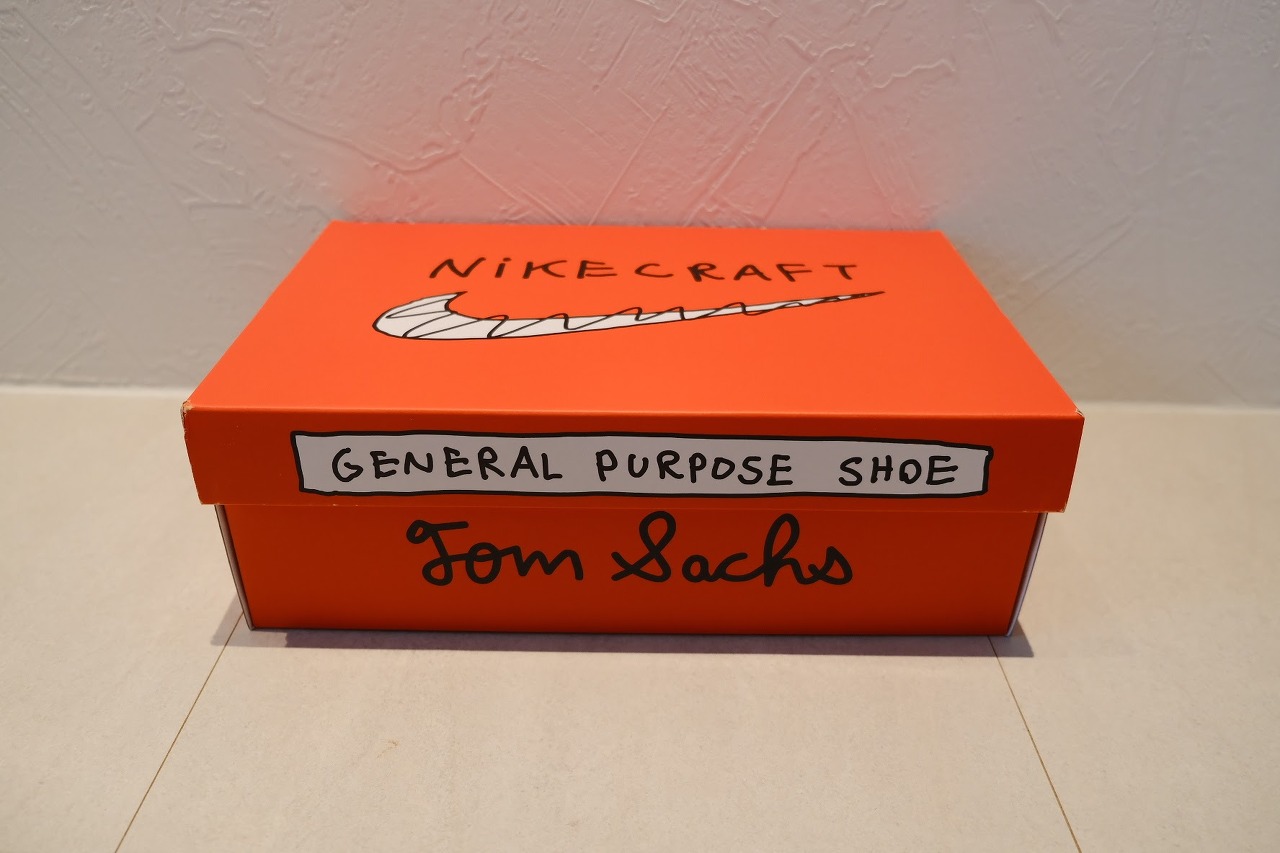 NiKECRAFT
GENERAL PURPOSE SHOE
Tom Sachs